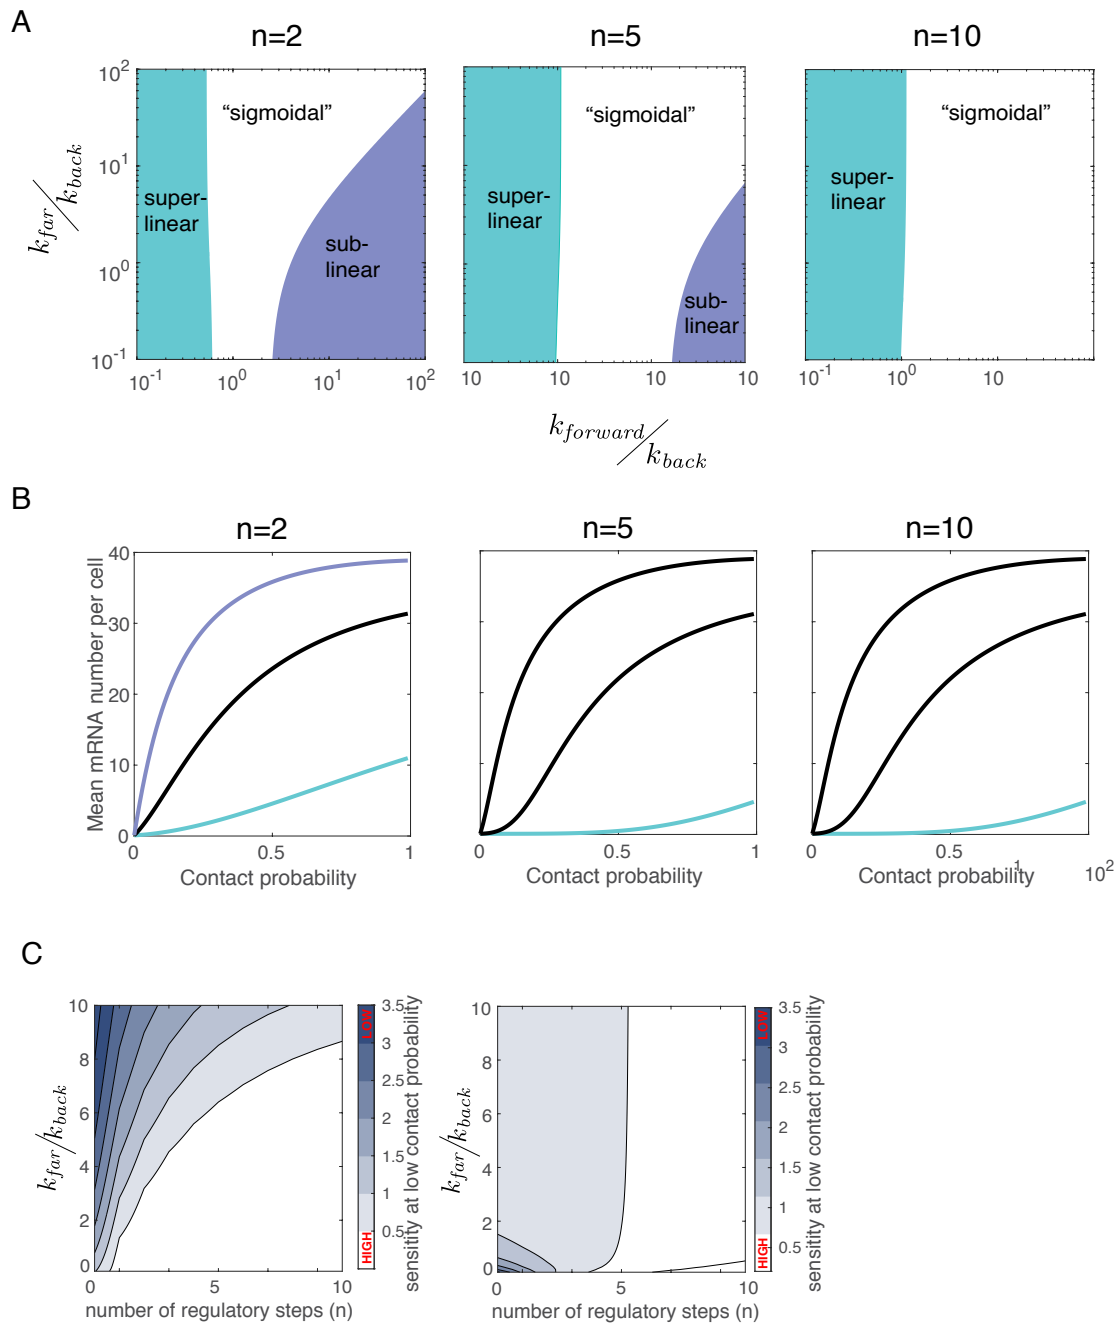 A
n=2
n=5
n=10
10^2
10^1
10^0
10^-1
k_far/k_back
super-
linear
"sigmoidal"
sub-
linear
10^-1
10^0
10^1
10^2
super-
linear
"sigmoidal"
sub-
linear
10
10
10
10
super-
linear
"sigmoidal"
10^-1
10^0
10
k_forward/k_back
B
n=2
n=5
n=10
Mean mRNA number per cell
40
30
20
10
0
0
0.5
1
Contact probability
0
0.5
1
Contact probability
0
0.5
1
10^2
Contact probability
C
k_far/k_back
10
8
6
4
2
0
0
5
10
number of regulatory steps (n)
LOW
HIGH
3.5
3
2.5
2
1.5
1
0.5
sensitity at low contact probability
k_far/k_back
10
8
6
4
2
0
0
5
10
number of regulatory steps (n)
LOW
HIGH
3.5
3
2.5
2
1.5
1
0.5
sensitity at low contact probability